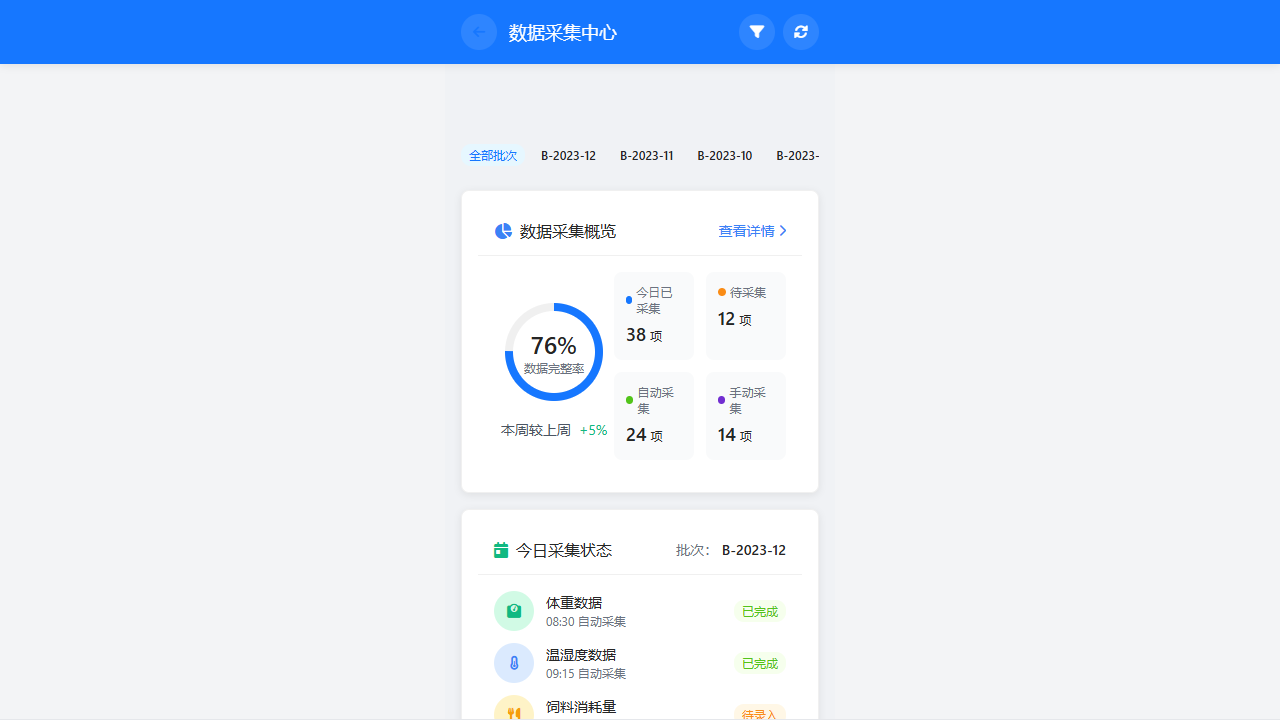 数据采集中心
全部批次 B-2023-12 B-2023-11 B-2023-10 B-2023-
数据采集概览 查看详情
76%
数据完整率
本周较上周 +5%
今日已采集
38 项
待采集
12 项
自动采集
24 项
手动采集
14 项
今日采集状态 批次： B-2023-12
体重数据
08:30 自动采集
已完成
温湿度数据
09:15 自动采集
已完成
饲料消耗量
待录入